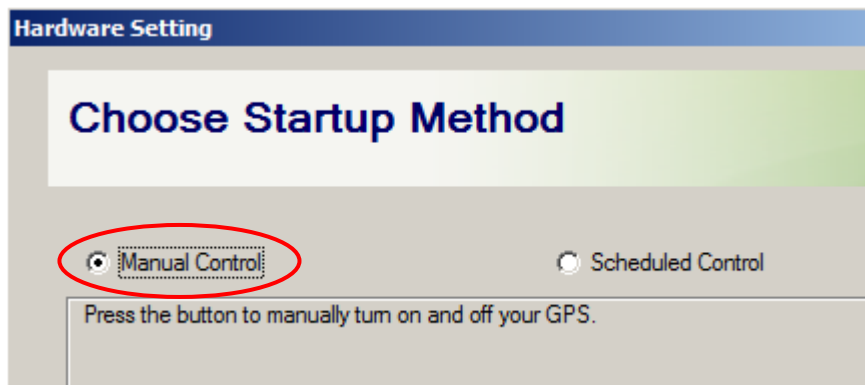 Hardware Setting
Choose Startup Method
Manual Control Scheduled Control
Press the button to manually turn on and off your GPS.